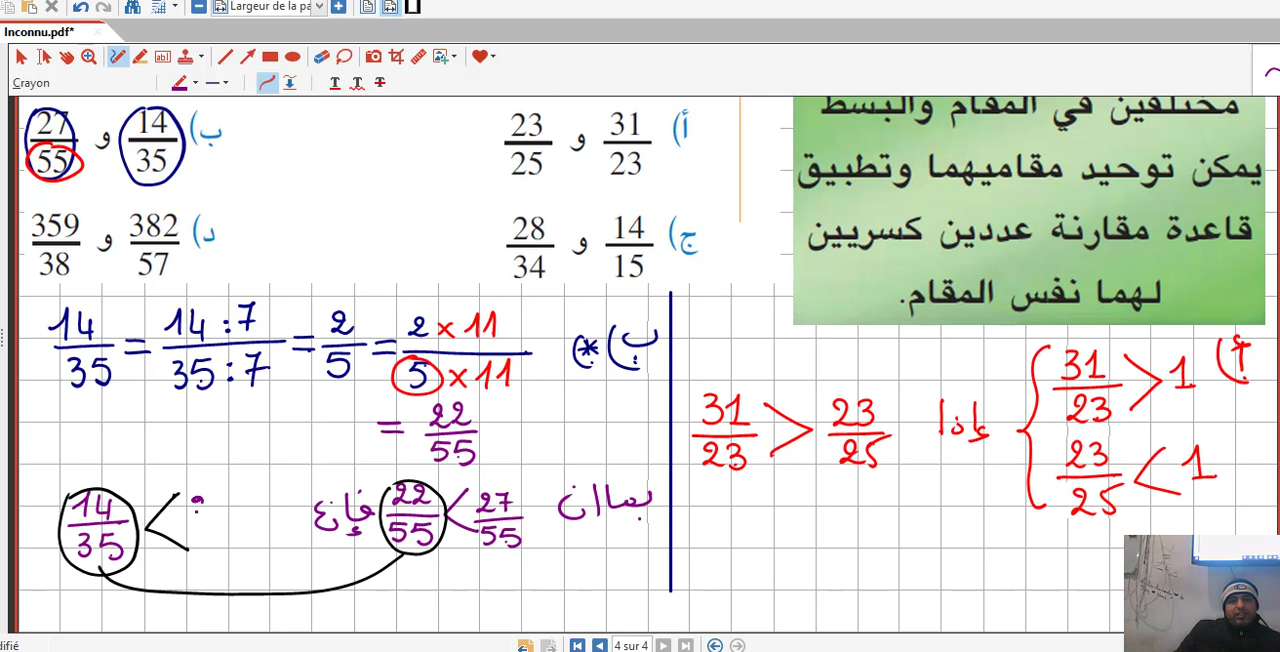 Largeur de la pa
Inconnu.pdf*
Crayon
أ) 31/23 و 23/25
ب) 14/35 و 27/55
ج) 14/15 و 28/34
د) 382/57 و 359/38
مختلفين في المقام والبسط
يمكن توحيد مقاميهما وتطبيق
قاعدة مقارنة عددين كسريين
لهما نفس المقام.
أ) 31/23 > 1
23/25 < 1
إذا 31/23 > 23/25
ب) *
14/35 = 14:7/35:7 = 2/5 = 2×11/5×11
= 22/55
بما ان 22/55 < 27/55 فإن
14/35 < ?
4 sur 4
difié